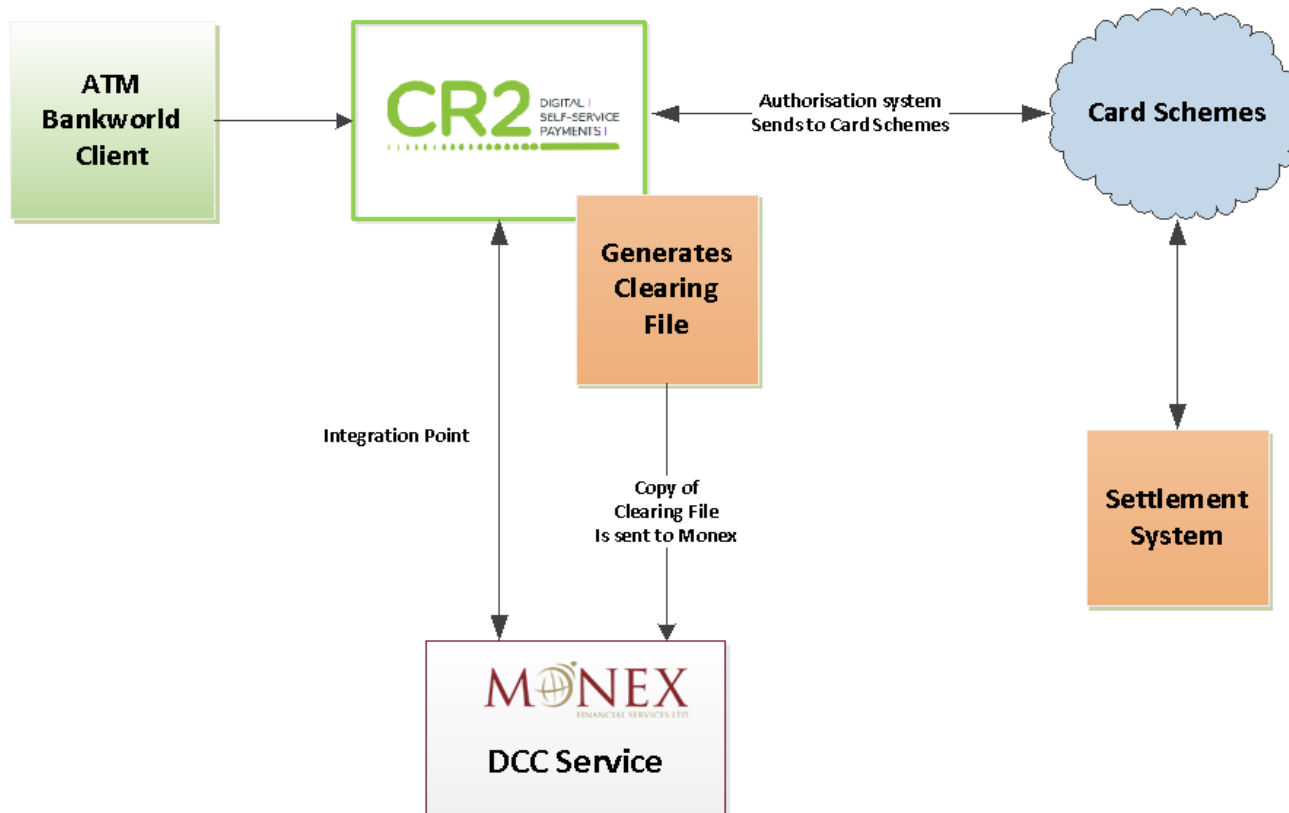 ATM
Bankworld
Client
CR2
DIGITAL |
SELF-SERVICE
PAYMENTS |
Authorisation system
Sends to Card Schemes
Card Schemes
Generates
Clearing
File
Integration Point
Copy of
Clearing File
Is sent to Monex
Settlement
System
MONEX
FINANCIAL SERVICES LTD
DCC Service